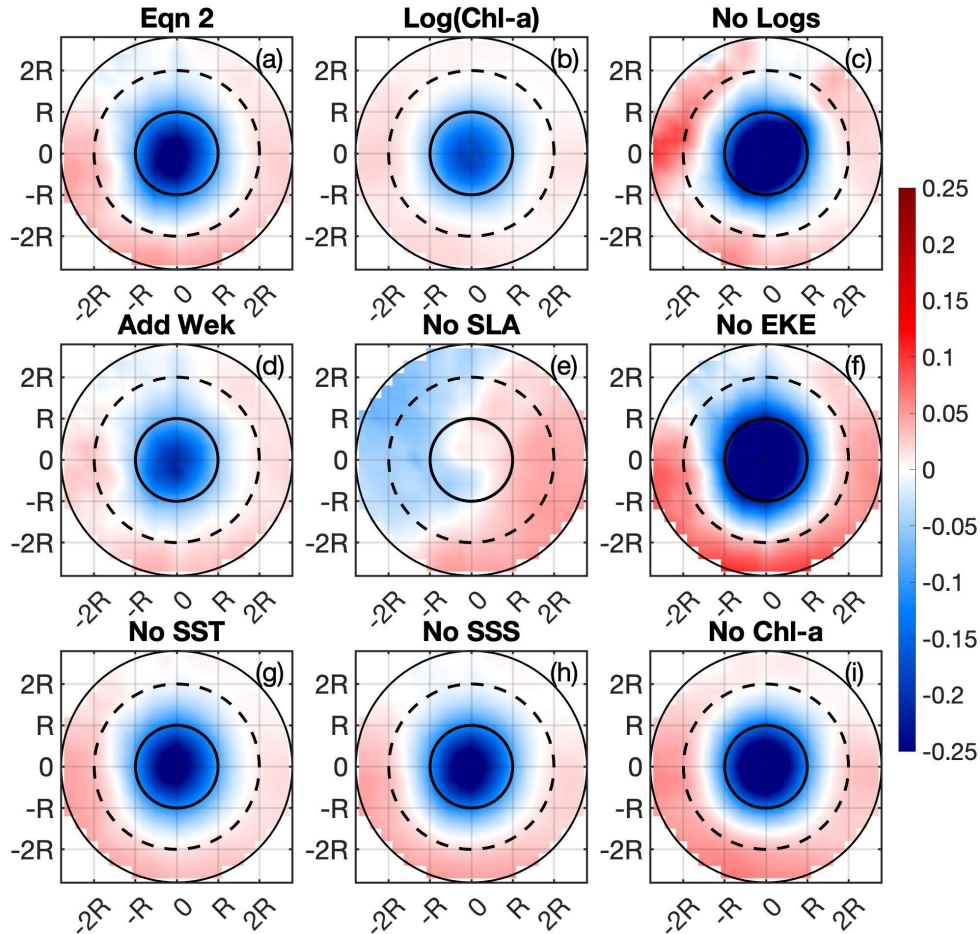 Eqn 2
Log(Chl-a)
No Logs
(a)
(b)
(c)
2R
R
0
-R
-2R
2R
R
0
-R
-2R
2R
R
0
-R
-2R
-2R
-R
0
R
2R
-2R
-R
0
R
2R
-2R
-R
0
R
2R
Add Wek
No SLA
No EKE
(d)
(e)
(f)
2R
R
0
-R
-2R
2R
R
0
-R
-2R
2R
R
0
-R
-2R
-2R
-R
0
R
2R
-2R
-R
0
R
2R
-2R
-R
0
R
2R
No SST
No SSS
No Chl-a
(g)
(h)
(i)
2R
R
0
-R
-2R
2R
R
0
-R
-2R
2R
R
0
-R
-2R
-2R
-R
0
R
2R
-2R
-R
0
R
2R
-2R
-R
0
R
2R
0.25
0.2
0.15
0.1
0.05
0
-0.05
-0.1
-0.15
-0.2
-0.25